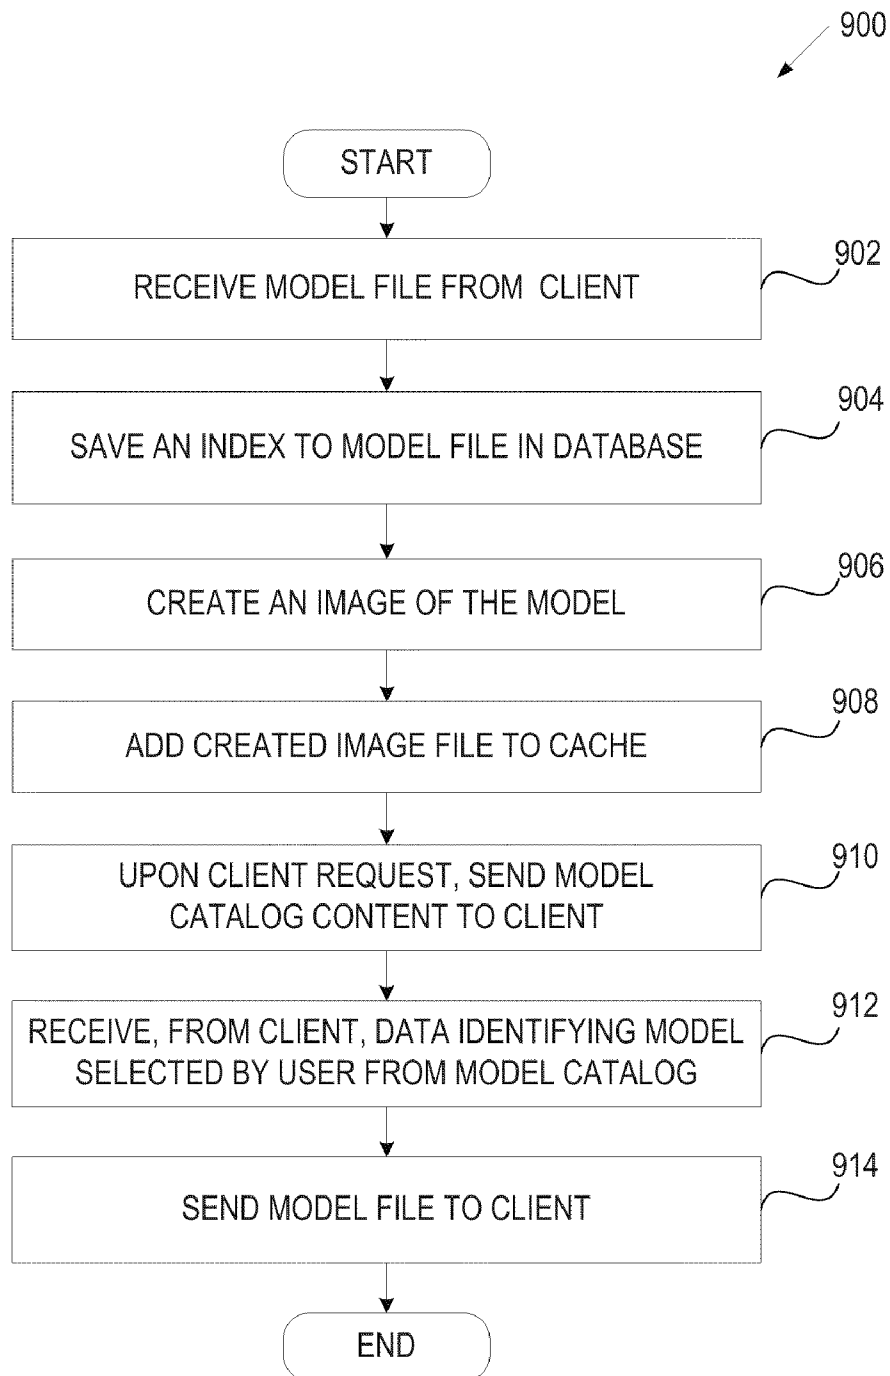 900
START
RECEIVE MODEL FILE FROM CLIENT
902
SAVE AN INDEX TO MODEL FILE IN DATABASE
904
CREATE AN IMAGE OF THE MODEL
906
ADD CREATED IMAGE FILE TO CACHE
908
UPON CLIENT REQUEST, SEND MODEL
CATALOG CONTENT TO CLIENT
910
RECEIVE, FROM CLIENT, DATA IDENTIFYING MODEL
SELECTED BY USER FROM MODEL CATALOG
912
SEND MODEL FILE TO CLIENT
914
END